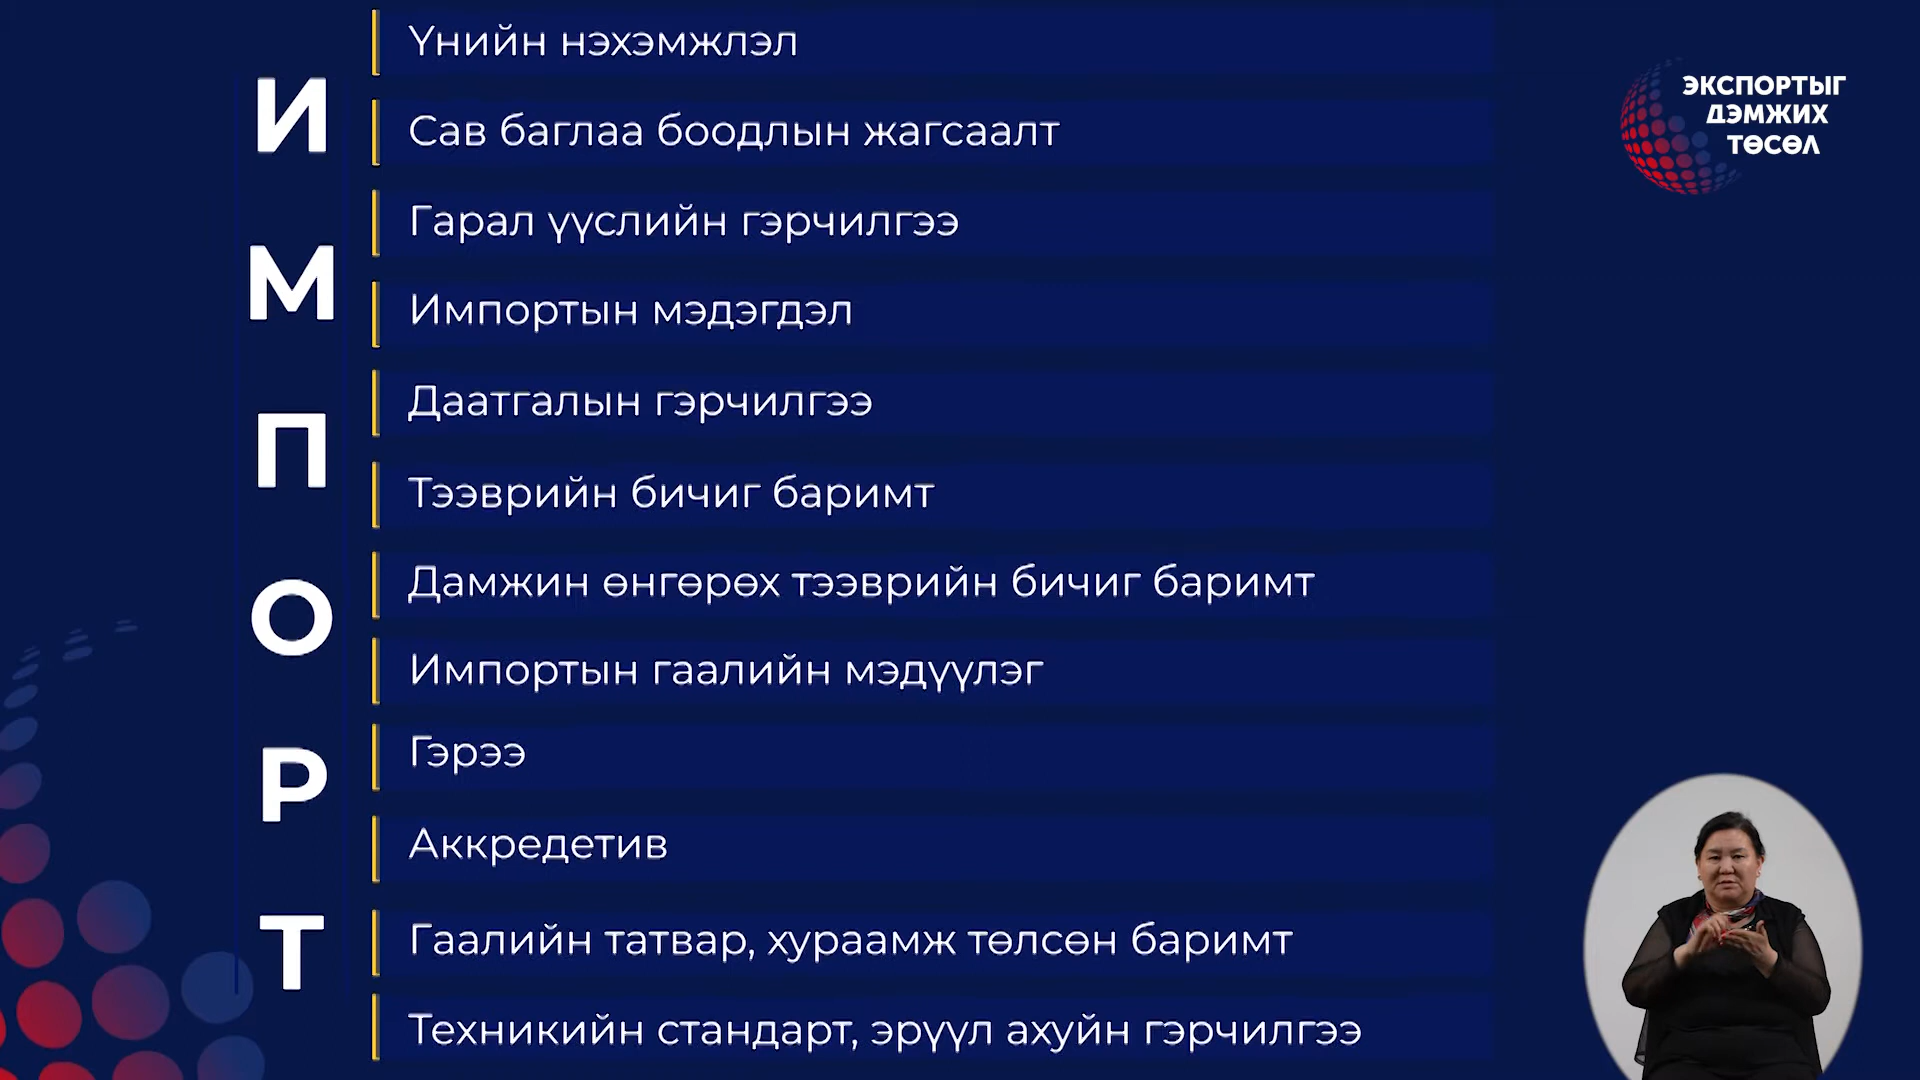 ИМПОРТ
Үнийн нэхэмжлэл
Сав баглаа боодлын жагсаалт
Гарал үүслийн гэрчилгээ
Импортын мэдэгдэл
Даатгалын гэрчилгээ
Тээврийн бичиг баримт
Дамжин өнгөрөх тээврийн бичиг баримт
Импортын гаалийн мэдүүлэг
Гэрээ
Аккредетив
Гаалийн татвар, хураамж төлсөн баримт
Техникийн стандарт, эрүүл ахуйн гэрчилгээ
ЭКСПОРТЫГ
ДЭМЖИХ
ТӨСӨЛ